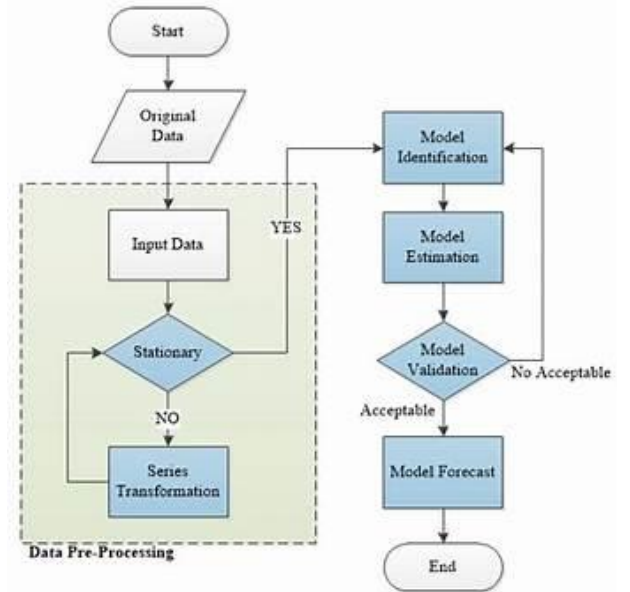 Start
Original
Data
Input Data
Stationary
YES
NO
Series
Transformation
Data Pre-Processing
Model
Identification
Model
Estimation
Model
Validation
No Acceptable
Acceptable
Model Forecast
End